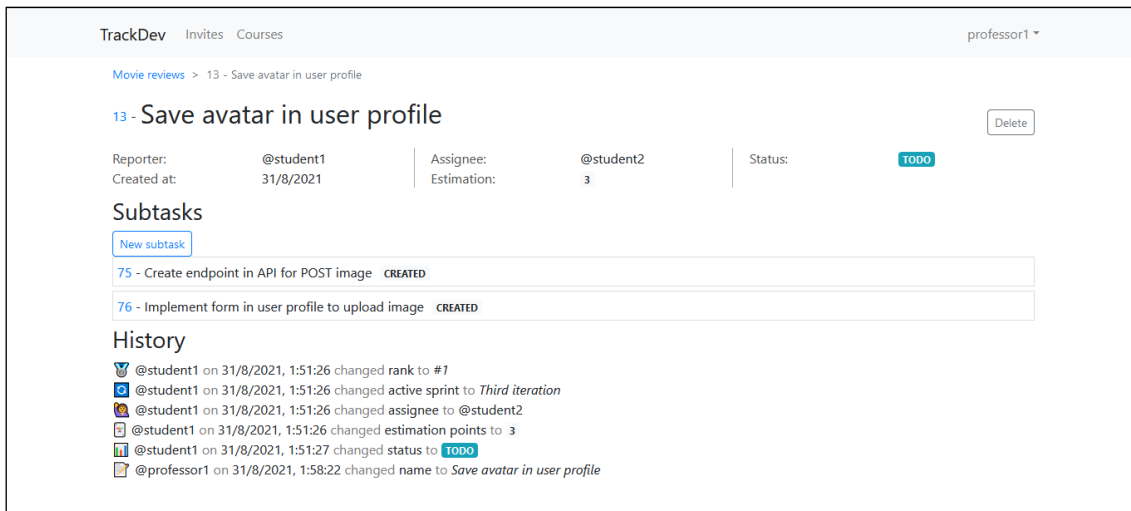 TrackDev Invites Courses professor1
Movie reviews > 13 - Save avatar in user profile
13 - Save avatar in user profile
Delete
Reporter: @student1 Assignee: @student2 Status: TODO
Created at: 31/8/2021 Estimation: 3
Subtasks
New subtask
75 - Create endpoint in API for POST image CREATED
76 - Implement form in user profile to upload image CREATED
History
@student1 on 31/8/2021, 1:51:26 changed rank to #1
@student1 on 31/8/2021, 1:51:26 changed active sprint to Third iteration
@student1 on 31/8/2021, 1:51:26 changed assignee to @student2
@student1 on 31/8/2021, 1:51:26 changed estimation points to 3
@student1 on 31/8/2021, 1:51:27 changed status to TODO
@professor1 on 31/8/2021, 1:58:22 changed name to Save avatar in user profile